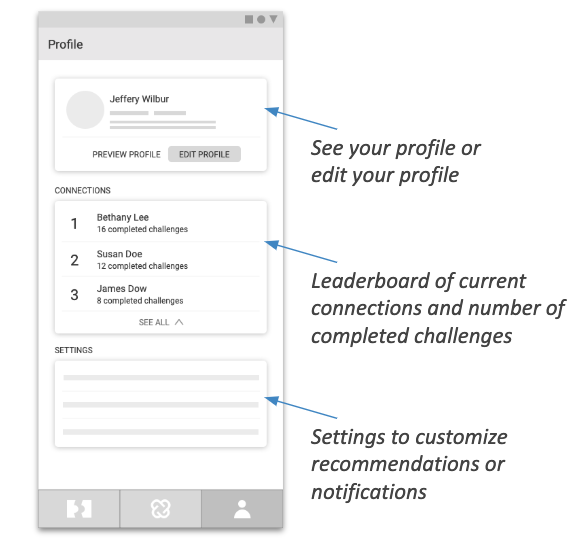 Profile
Jeffery Wilbur
PREVIEW PROFILE EDIT PROFILE
See your profile or
edit your profile
CONNECTIONS
1 Bethany Lee
16 completed challenges
2 Susan Doe
12 completed challenges
3 James Dow
8 completed challenges
SEE ALL
Leaderboard of current
connections and number of
completed challenges
SETTINGS
Settings to customize
recommendations or
notifications